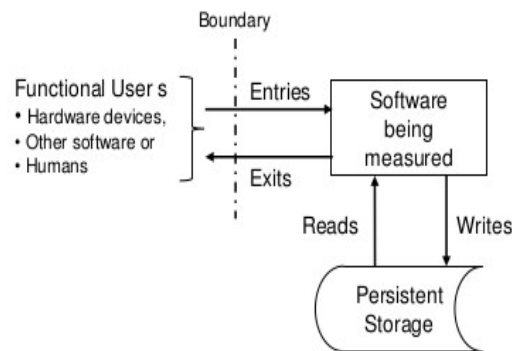 Boundary
Functional User s
• Hardware devices,
• Other software or
• Humans
Entries
Exits
Software
being
measured
Reads
Writes
Persistent
Storage